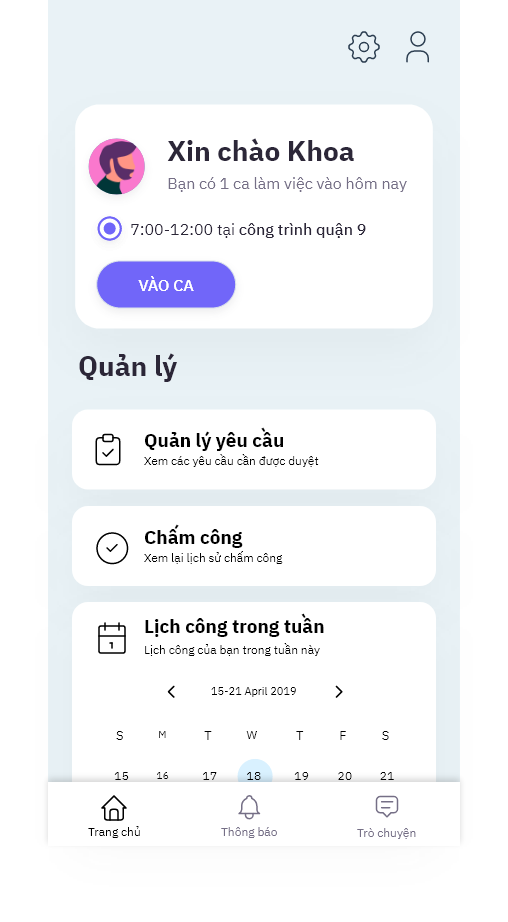 Xin chào Khoa
Bạn có 1 ca làm việc vào hôm nay
7:00-12:00 tại công trình quận 9
VÀO CA
Quản lý
Quản lý yêu cầu
Xem các yêu cầu cần được duyệt
Chấm công
Xem lại lịch sử chấm công
Lịch công trong tuần
1
Lịch công của bạn trong tuần này
15-21 April 2019
S M T W T F S
15 16 17 18 19 20 21
Trang chủ Thông báo Trò chuyện